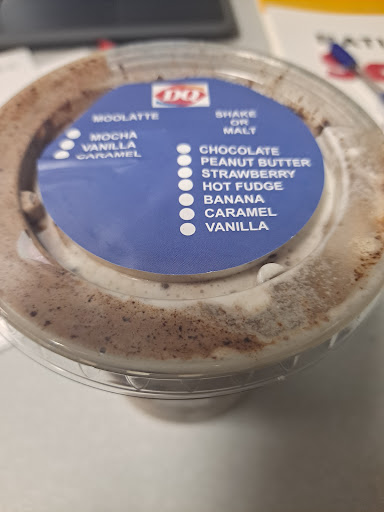 DQ
MOOLATTE
MOCHA
VANILLA
CARAMEL
SHAKE
OR
MALT
CHOCOLATE
PEANUT BUTTER
STRAWBERRY
HOT FUDGE
BANANA
CARAMEL
VANILLA